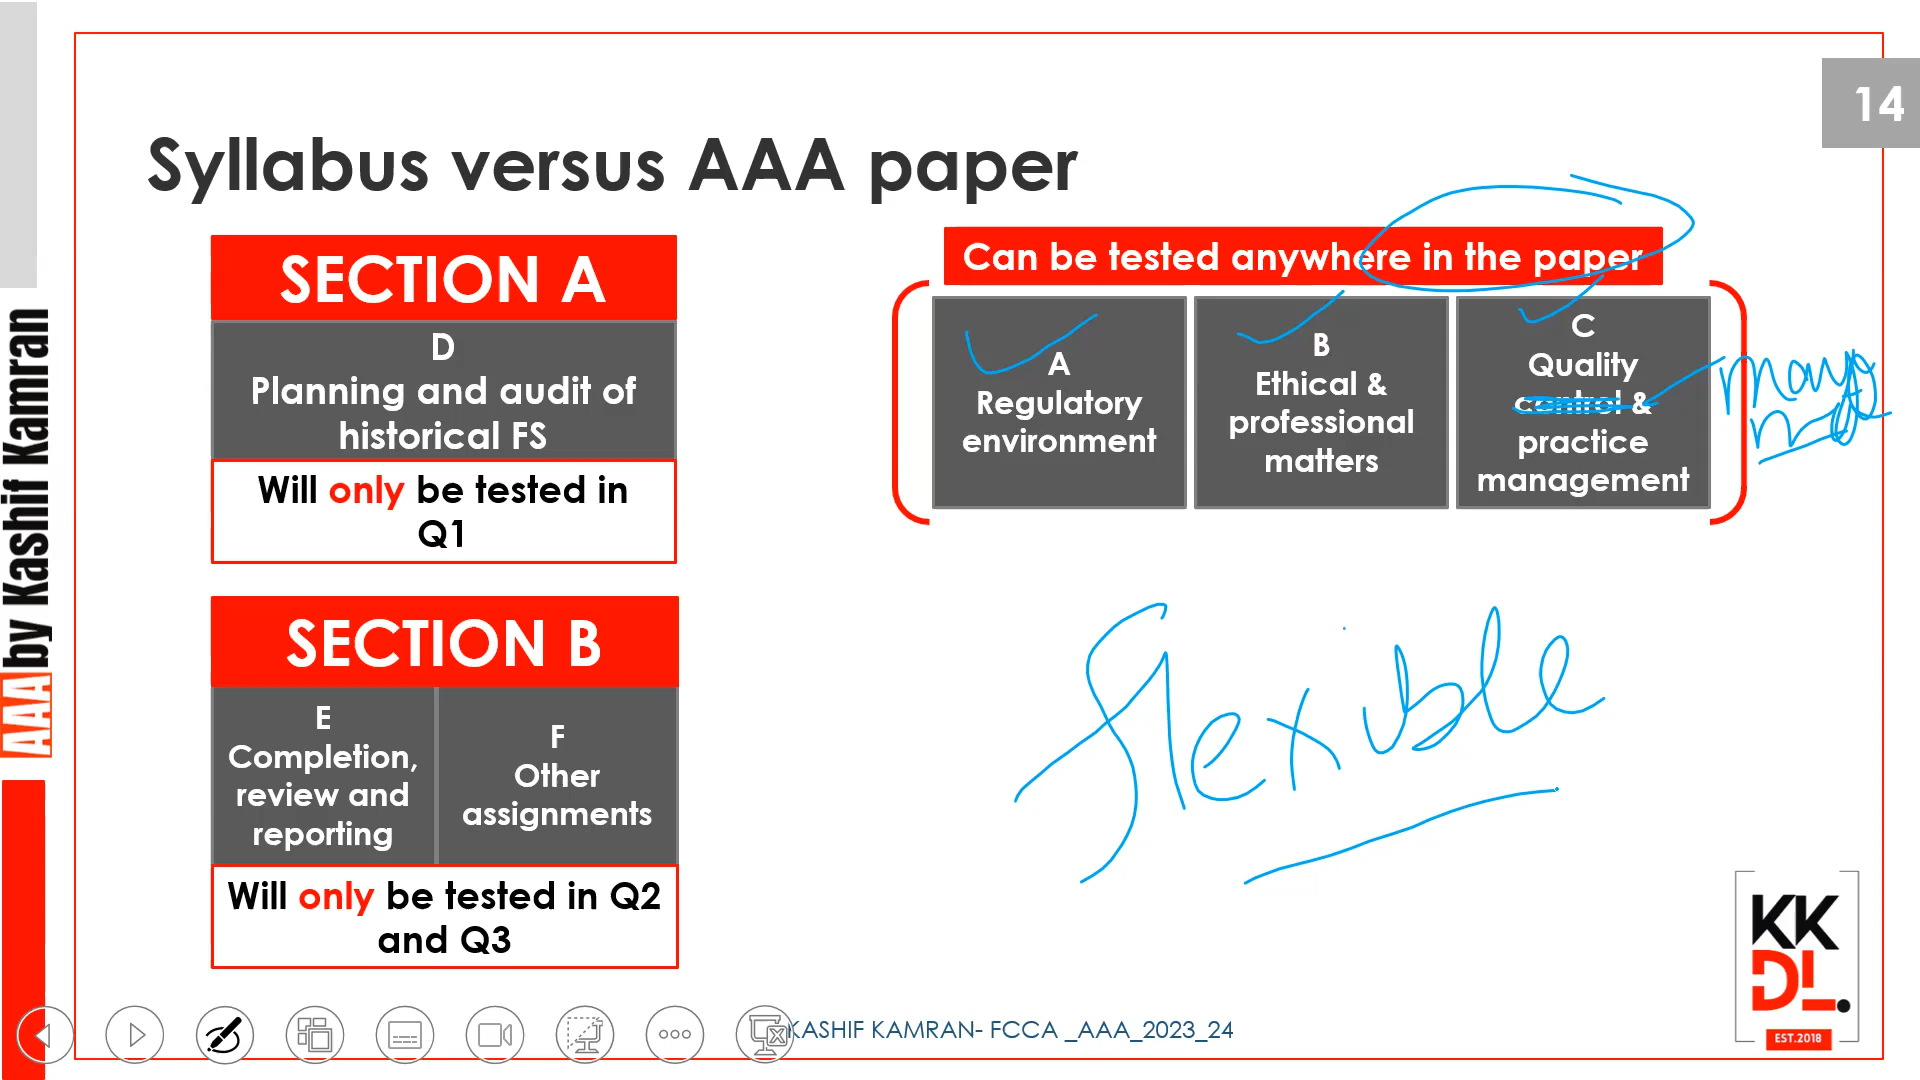 14
Syllabus versus AAA paper
SECTION A
D
Planning and audit of
historical FS
Will only be tested in
Q1
SECTION B
E
Completion,
review and
reporting
F
Other
assignments
Will only be tested in Q2
and Q3
Can be tested anywhere in the paper
A
Regulatory
environment
B
Ethical &
professional
matters
C
Quality
control &
practice
management
flexible
AAA by Kashif Kamran
KASHIF KAMRAN- FCCA _AAA_2023_24
KK
DL.
EST.2018